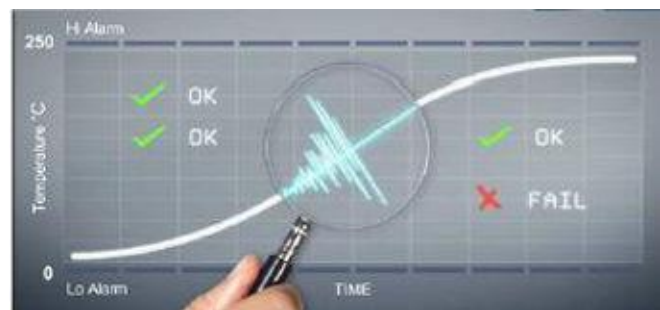 Hi Alarm
250
OK
OK
OK
FAIL
Temperature °C
0
Lo Alarm
TIME